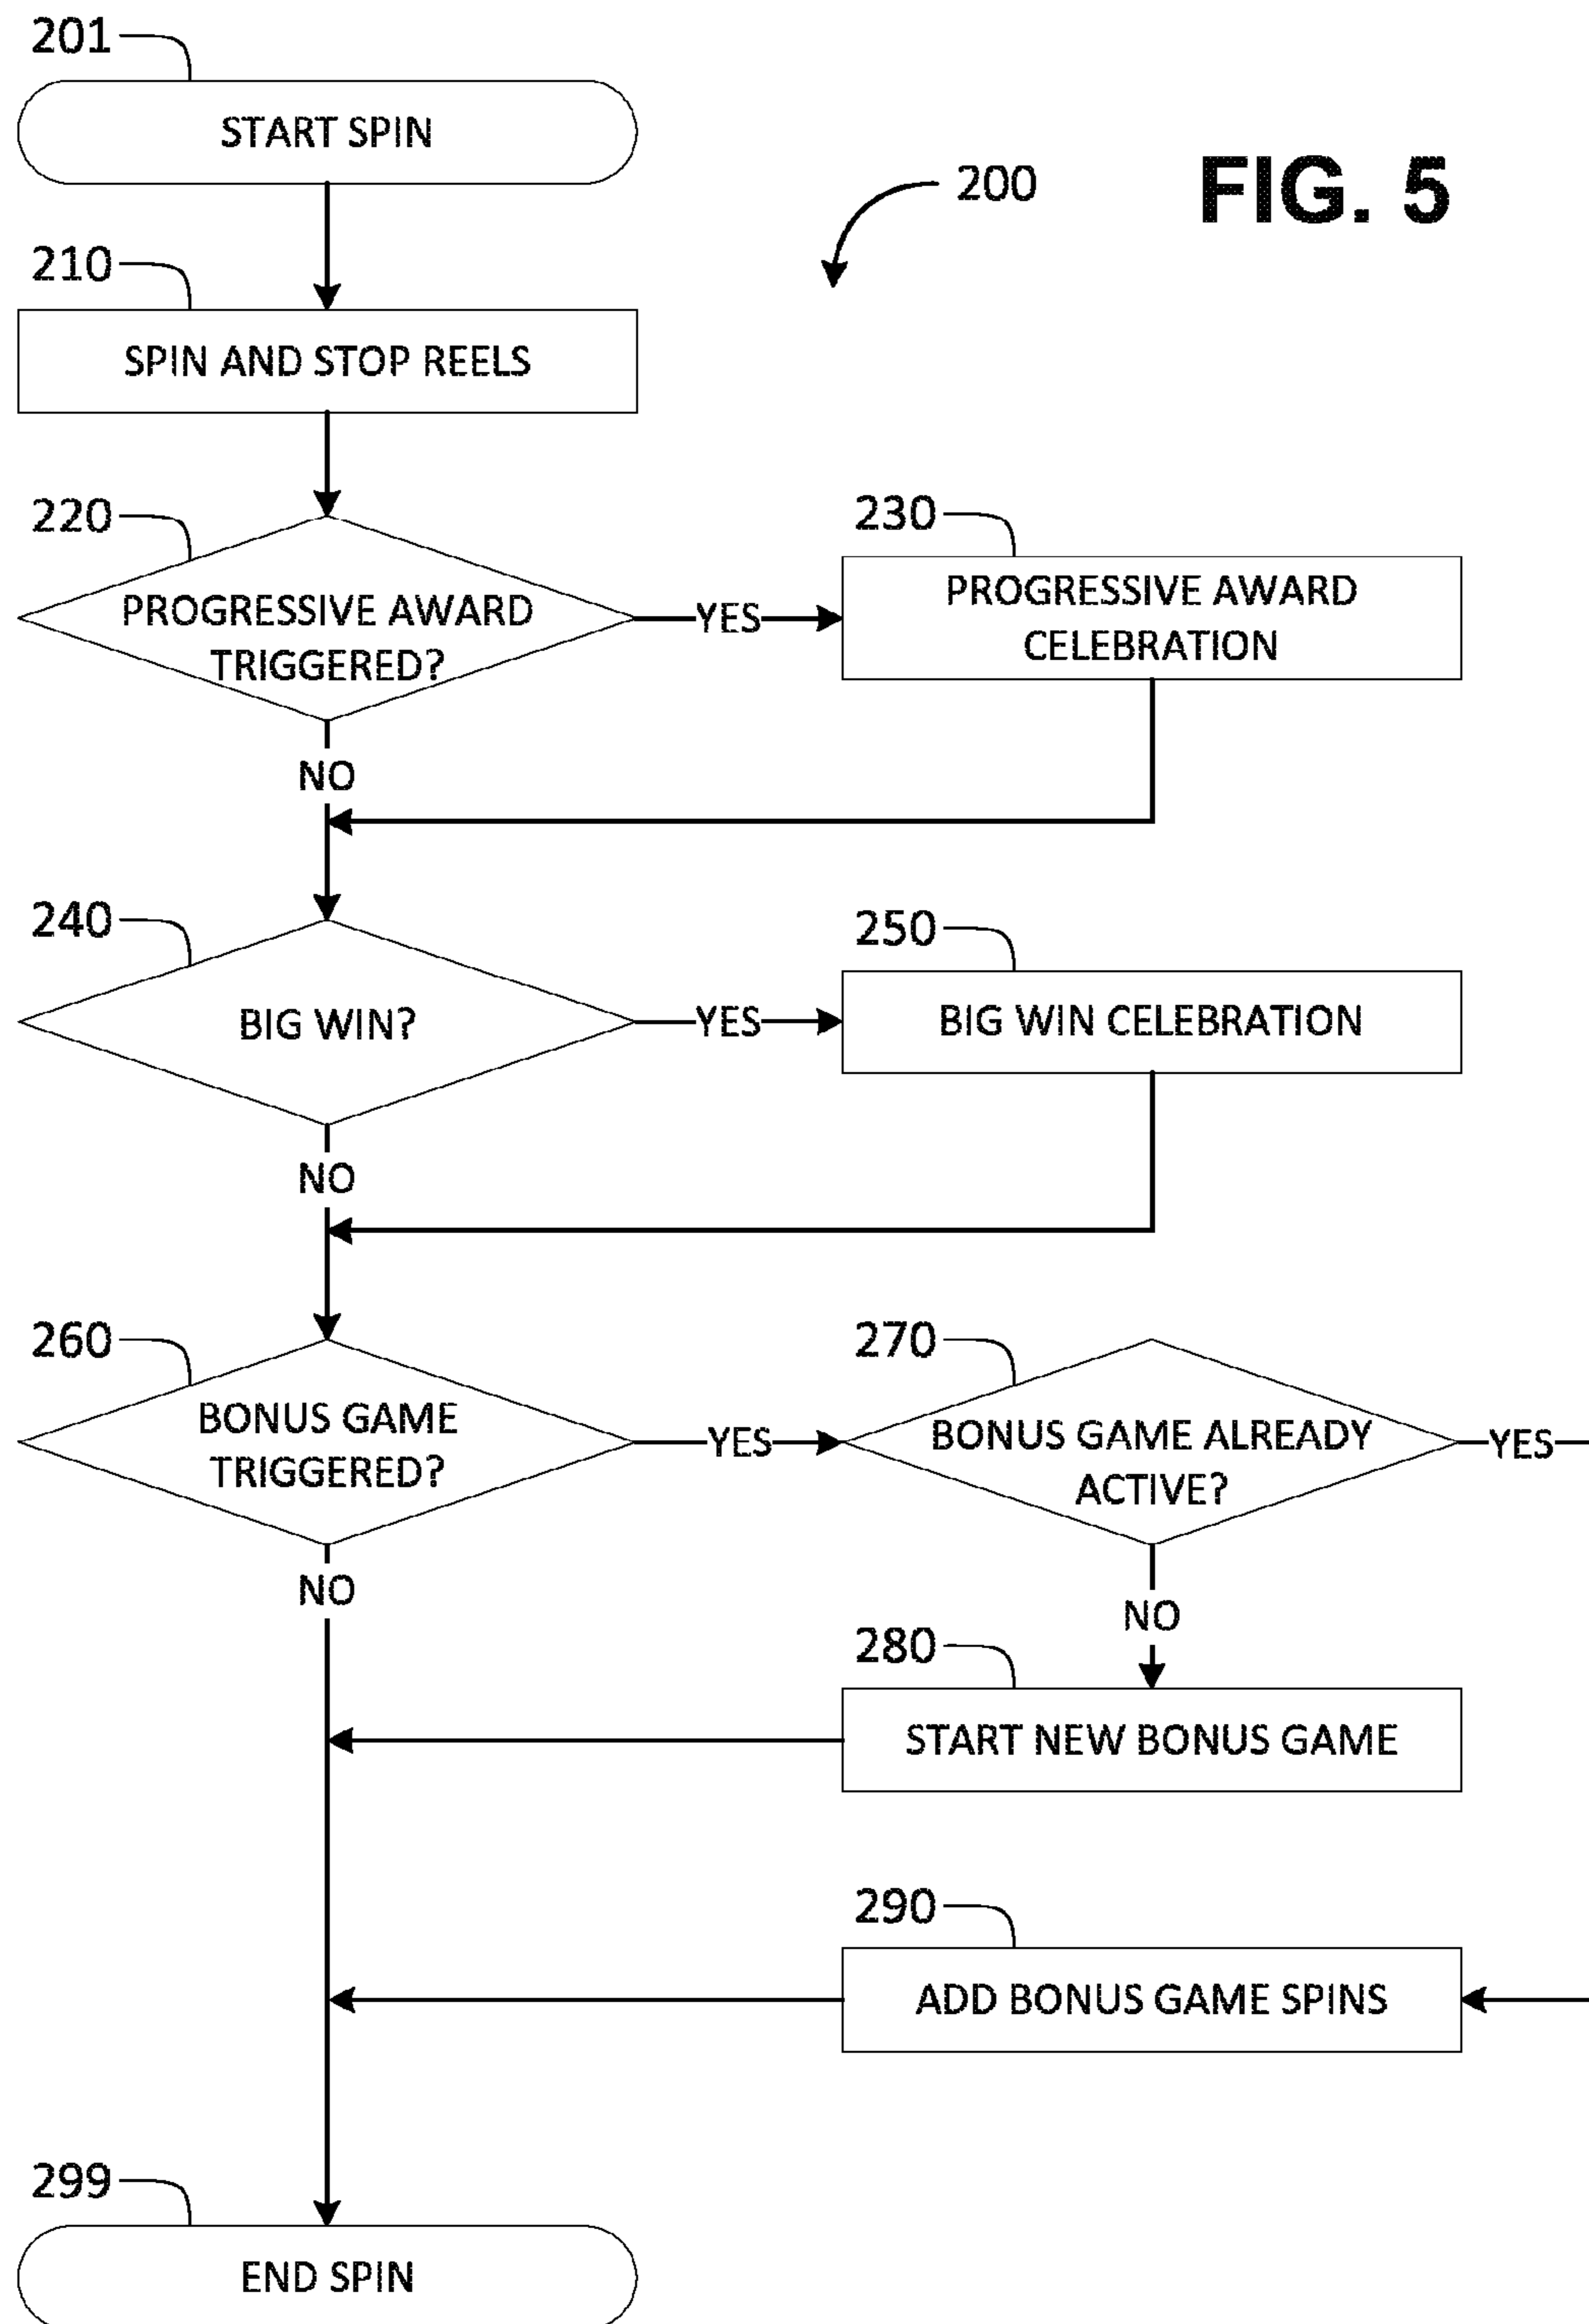 201
START SPIN
200
FIG. 5
210
SPIN AND STOP REELS
220
PROGRESSIVE AWARD
TRIGGERED?
YES
230
PROGRESSIVE AWARD
CELEBRATION
NO
240
BIG WIN?
YES
250
BIG WIN CELEBRATION
NO
260
BONUS GAME
TRIGGERED?
YES
270
BONUS GAME ALREADY
ACTIVE?
YES
NO
NO
280
START NEW BONUS GAME
290
ADD BONUS GAME SPINS
299
END SPIN